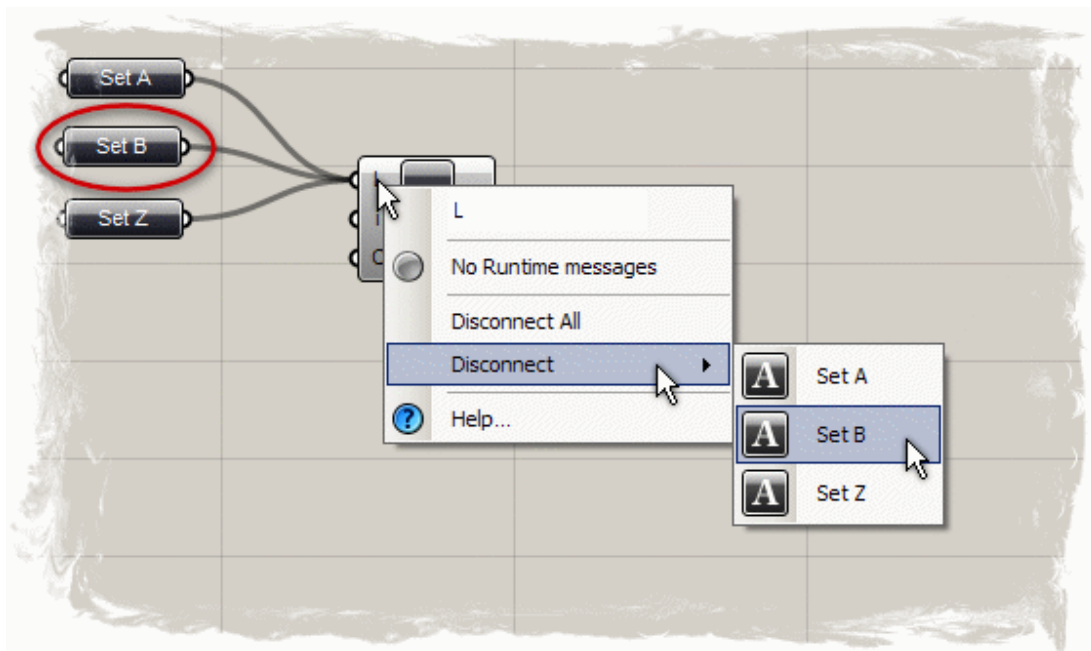 Set A
Set B
Set Z
L
No Runtime messages
Disconnect All
Disconnect
Help...
A Set A
A Set B
A Set Z